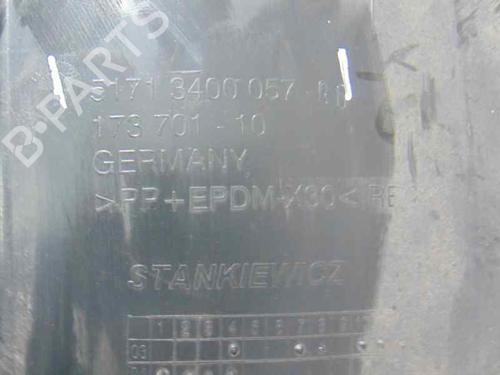 B-PARTS
5171 3400 057
173 701-10
GERMANY
>PP+EPDM-X30<
STANKIEWICZ
1 2 3 4 5 6 7 8 9
03